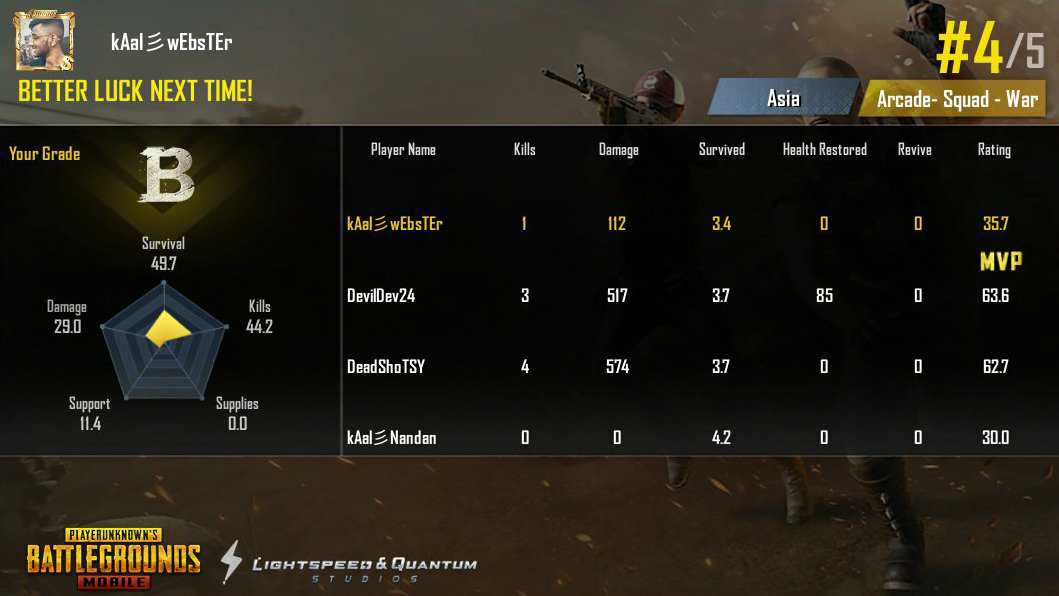 kAal彡wEbsTEr
BETTER LUCK NEXT TIME!
#4/5
Asia
Arcade- Squad - War
Your Grade
B
Survival
49.7
Damage
29.0
Kills
44.2
Support
11.4
Supplies
0.0
Player Name Kills Damage Survived Health Restored Revive Rating
kAal彡wEbsTEr 1 112 3.4 0 0 35.7
MVP
DevilDev24 3 517 3.7 85 0 63.6
DeadShoTSY 4 574 3.7 0 0 62.7
kAal彡Nandan 0 0 4.2 0 0 30.0
PLAYERUNKNOWN'S
BATTLEGROUNDS
MOBILE
LIGHTSPEED & QUANTUM
STUDIOS